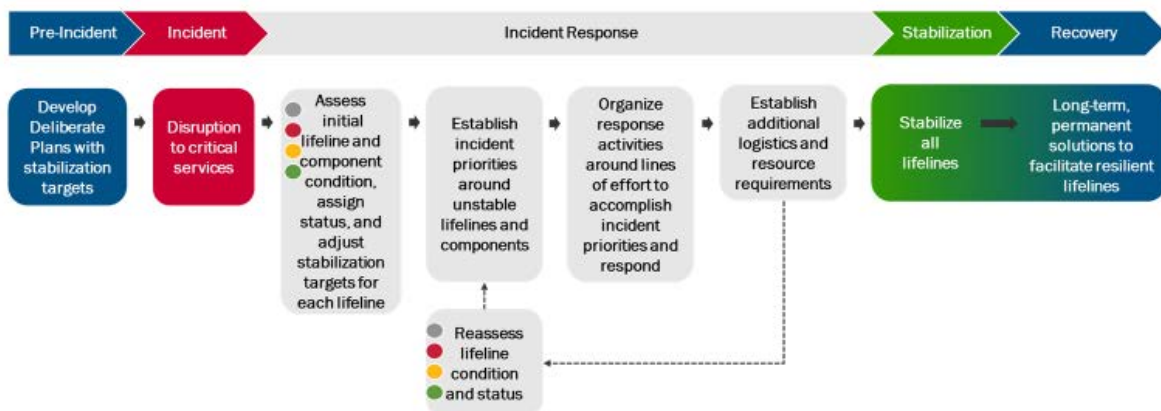 Pre-Incident
Incident
Incident Response
Stabilization
Recovery
Develop
Deliberate
Plans with
stabilization
targets
Disruption
to critical
services
Assess
initial
lifeline and
component
condition,
assign
status, and
adjust
stabilization
targets for
each lifeline
Establish
incident
priorities
around
unstable
lifelines and
components
Organize
response
activities
around lines
of effort to
accomplish
incident
priorities and
respond
Establish
additional
logistics and
resource
requirements
Stabilize
all
lifelines
Long-term,
permanent
solutions to
facilitate resilient
lifelines
Reassess
lifeline
condition
and status